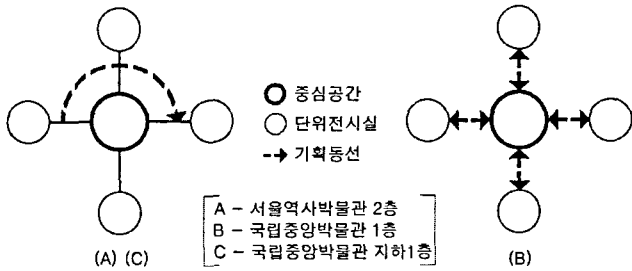 중심공간
단위전시실
기획동선
A – 서울역사박물관 2층
B – 국립중앙박물관 1층
C – 국립중앙박물관 지하1층
(A) (C)
(B)